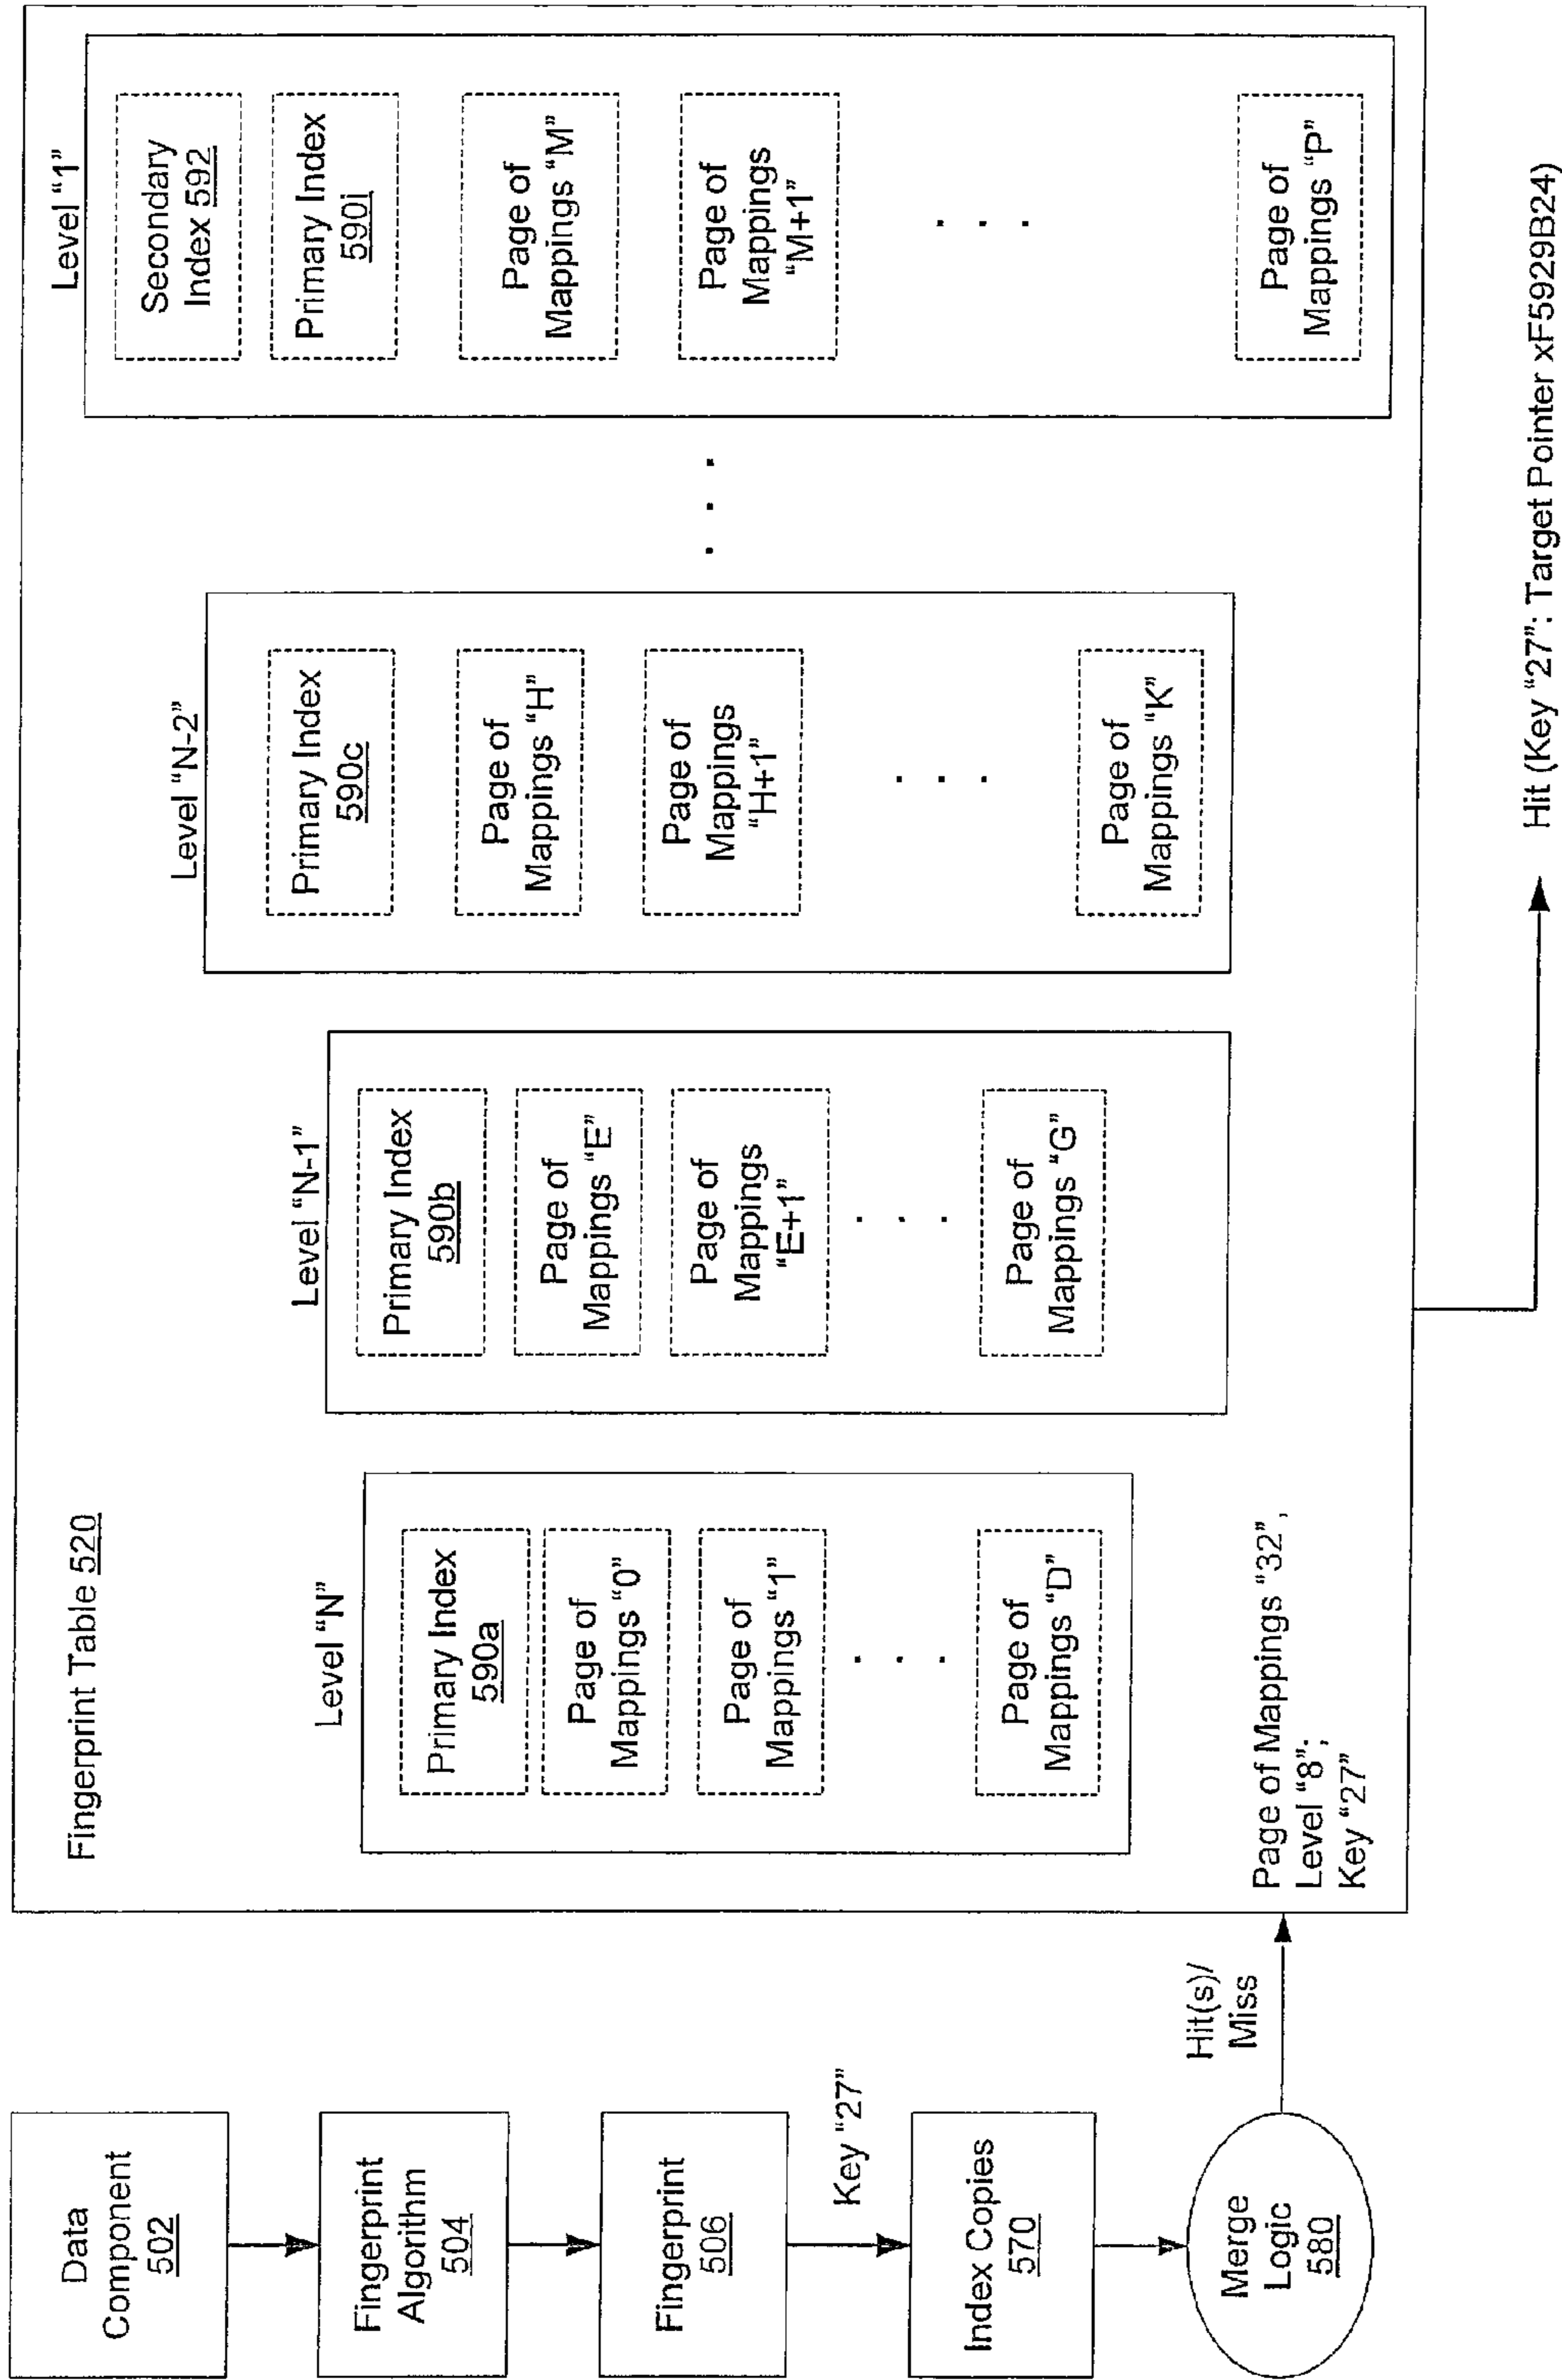 Data
Component
502
Fingerprint
Algorithm
504
Fingerprint
506
Key “27”
Index Copies
570
Merge
Logic
580
Hit(s)/
Miss
Fingerprint Table 520
Level “N”
Primary Index
590a
Page of
Mappings “0”
Page of
Mappings “1”
. . .
Page of
Mappings “D”
Level “N-1”
Primary Index
590b
Page of
Mappings “E”
Page of
Mappings
“E+1”
. . .
Page of
Mappings “G”
Level “N-2”
Primary Index
590c
Page of
Mappings “H”
Page of
Mappings
“H+1”
. . .
Page of
Mappings “K”
. . .
Level “1”
Secondary
Index 592
Primary Index
590j
Page of
Mappings “M”
Page of
Mappings
“M+1”
. . .
Page of
Mappings “P”
Page of Mappings “32”,
Level “8”;
Key “27”
Hit (Key “27”: Target Pointer xF5929B24)